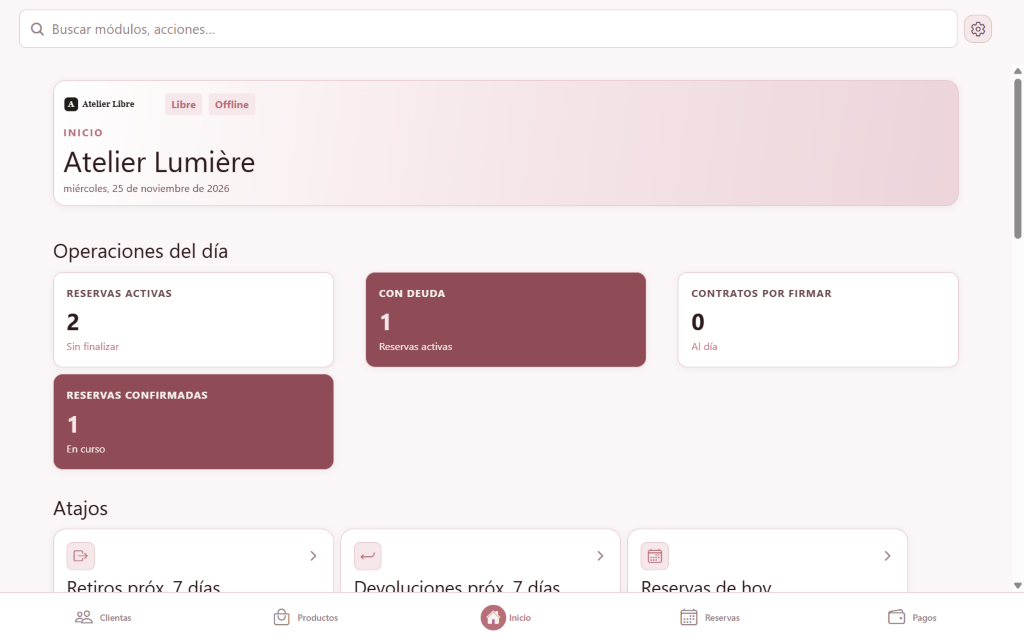 Buscar módulos, acciones...
A Atelier Libre
Libre
Offline
INICIO
Atelier Lumière
miércoles, 25 de noviembre de 2026
Operaciones del día
RESERVAS ACTIVAS
2
Sin finalizar
CON DEUDA
1
Reservas activas
CONTRATOS POR FIRMAR
0
Al día
RESERVAS CONFIRMADAS
1
En curso
Atajos
Retiros próx. 7 días
Devoluciones próx. 7 días
Reservas de hoy
Clientas
Productos
Inicio
Reservas
Pagos